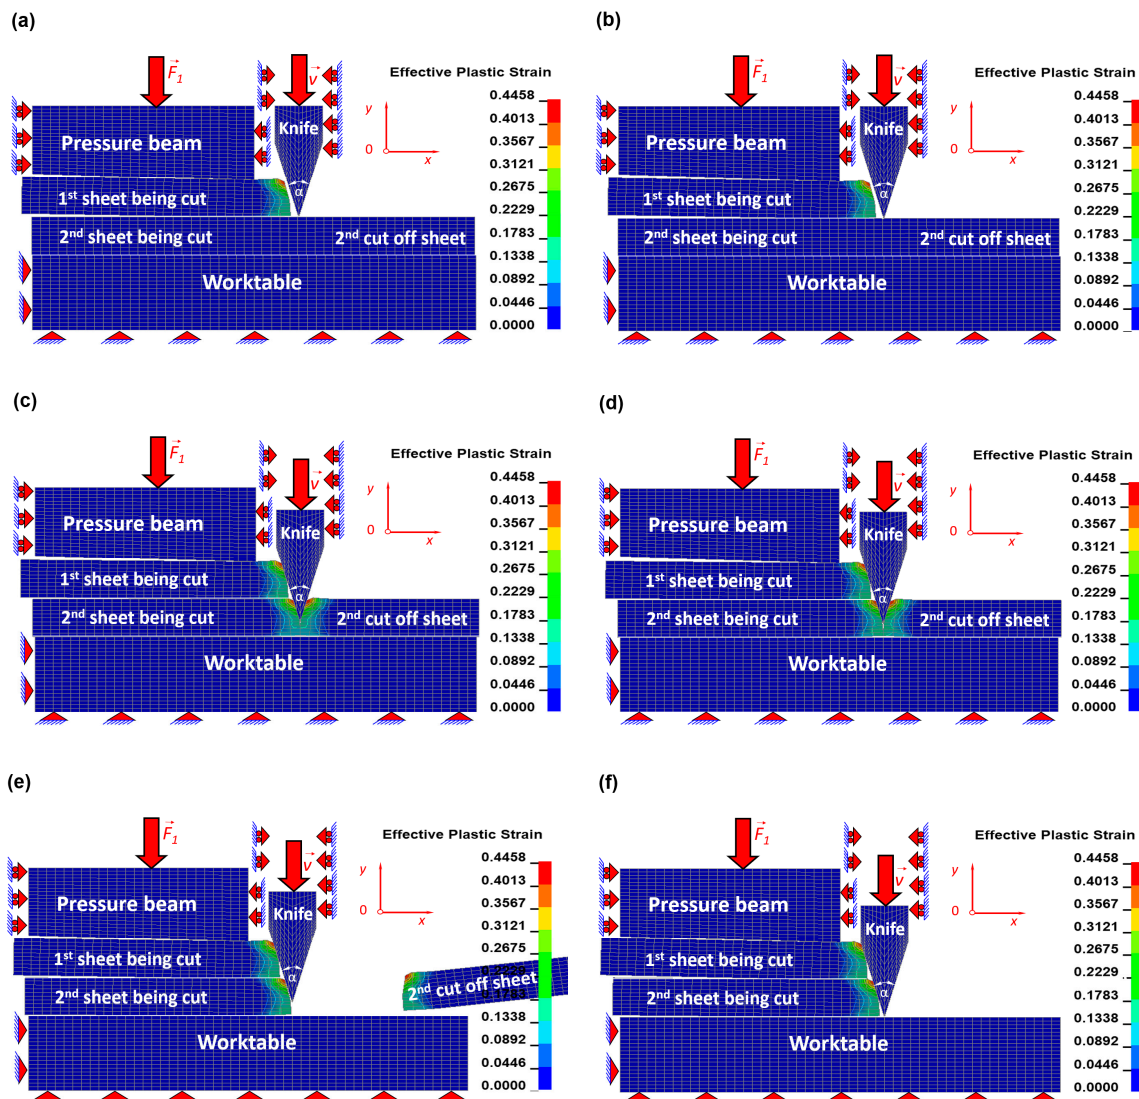 (a)
F1
v
Effective Plastic Strain
0.4458
0.4013
0.3567
0.3121
0.2675
0.2229
0.1783
0.1338
0.0892
0.0446
0.0000
y
0
x
Pressure beam
Knife
α
1st sheet being cut
2nd sheet being cut
2nd cut off sheet
Worktable
(b)
F1
v
Effective Plastic Strain
0.4458
0.4013
0.3567
0.3121
0.2675
0.2229
0.1783
0.1338
0.0892
0.0446
0.0000
y
0
x
Pressure beam
Knife
α
1st sheet being cut
2nd sheet being cut
2nd cut off sheet
Worktable
(c)
F1
v
Effective Plastic Strain
0.4458
0.4013
0.3567
0.3121
0.2675
0.2229
0.1783
0.1338
0.0892
0.0446
0.0000
y
0
x
Pressure beam
Knife
α
1st sheet being cut
2nd sheet being cut
2nd cut off sheet
Worktable
(d)
F1
v
Effective Plastic Strain
0.4458
0.4013
0.3567
0.3121
0.2675
0.2229
0.1783
0.1338
0.0892
0.0446
0.0000
y
0
x
Pressure beam
Knife
α
1st sheet being cut
2nd sheet being cut
2nd cut off sheet
Worktable
(e)
F1
v
Effective Plastic Strain
0.4458
0.4013
0.3567
0.3121
0.2675
0.2229
0.1783
0.1338
0.0892
0.0446
0.0000
y
0
x
Pressure beam
Knife
α
1st sheet being cut
2nd sheet being cut
2nd cut off sheet
Worktable
(f)
F1
v
Effective Plastic Strain
0.4458
0.4013
0.3567
0.3121
0.2675
0.2229
0.1783
0.1338
0.0892
0.0446
0.0000
y
0
x
Pressure beam
Knife
α
1st sheet being cut
2nd sheet being cut
Worktable